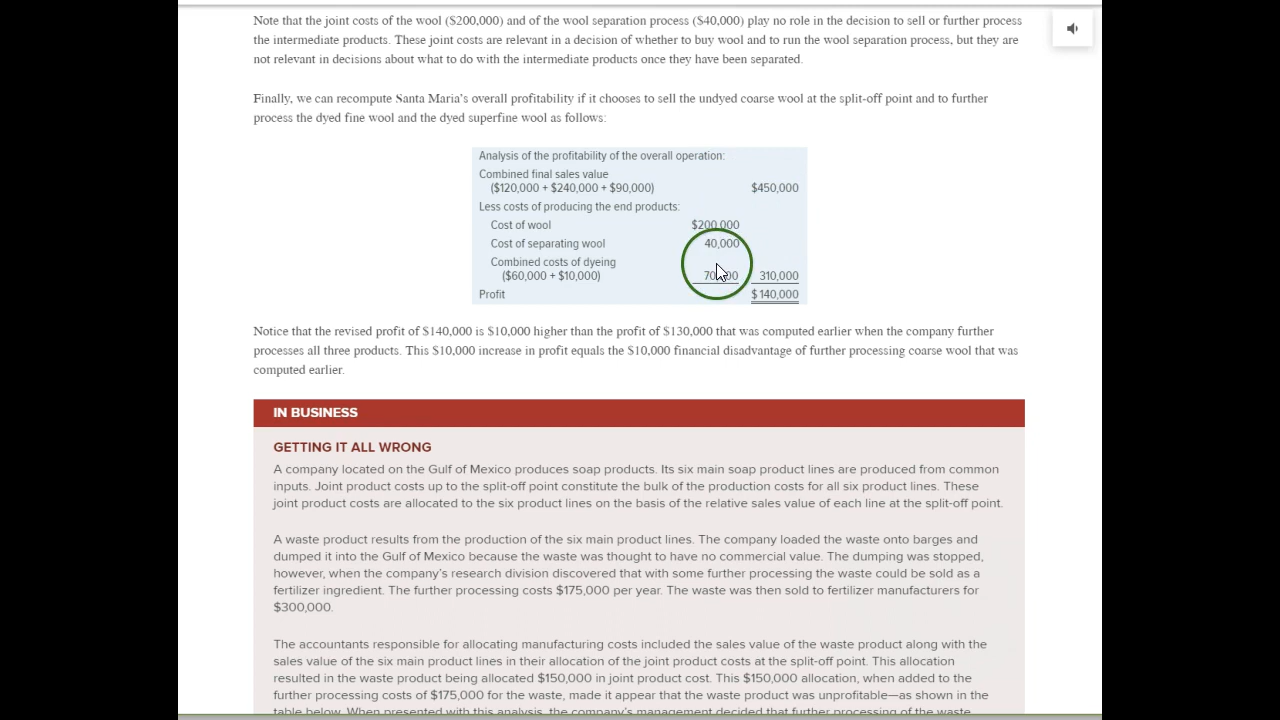 Note that the joint costs of the wool ($200,000) and of the wool separation process ($40,000) play no role in the decision to sell or further process
the intermediate products. These joint costs are relevant in a decision of whether to buy wool and to run the wool separation process, but they are
not relevant in decisions about what to do with the intermediate products once they have been separated.
Finally, we can recompute Santa Maria's overall profitability if it chooses to sell the undyed coarse wool at the split-off point and to further
process the dyed fine wool and the dyed superfine wool as follows:
Analysis of the profitability of the overall operation:
Combined final sales value
($120,000 + $240,000 + $90,000) $450,000
Less costs of producing the end products:
Cost of wool $200,000
Cost of separating wool 40,000
Combined costs of dyeing
($60,000 + $10,000) 310,000
Profit $140,000
Notice that the revised profit of $140,000 is $10,000 higher than the profit of $130,000 that was computed earlier when the company further
processes all three products. This $10,000 increase in profit equals the $10,000 financial disadvantage of further processing coarse wool that was
computed earlier.
IN BUSINESS
GETTING IT ALL WRONG
A company located on the Gulf of Mexico produces soap products. Its six main soap product lines are produced from common
inputs. Joint product costs up to the split-off point constitute the bulk of the production costs for all six product lines. These
joint product costs are allocated to the six product lines on the basis of the relative sales value of each line at the split-off point.
A waste product results from the production of the six main product lines. The company loaded the waste onto barges and
dumped it into the Gulf of Mexico because the waste was thought to have no commercial value. The dumping was stopped,
however, when the company's research division discovered that with some further processing the waste could be sold as a
fertilizer ingredient. The further processing costs $175,000 per year. The waste was then sold to fertilizer manufacturers for
$300,000.
The accountants responsible for allocating manufacturing costs included the sales value of the waste product along with the
sales value of the six main product lines in their allocation of the joint product costs at the split-off point. This allocation
resulted in the waste product being allocated $150,000 in joint product cost. This $150,000 allocation, when added to the
further processing costs of $175,000 for the waste, made it appear that the waste product was unprofitable—as shown in the
table below. When presented with this analysis, the company's management decided that further processing of the waste